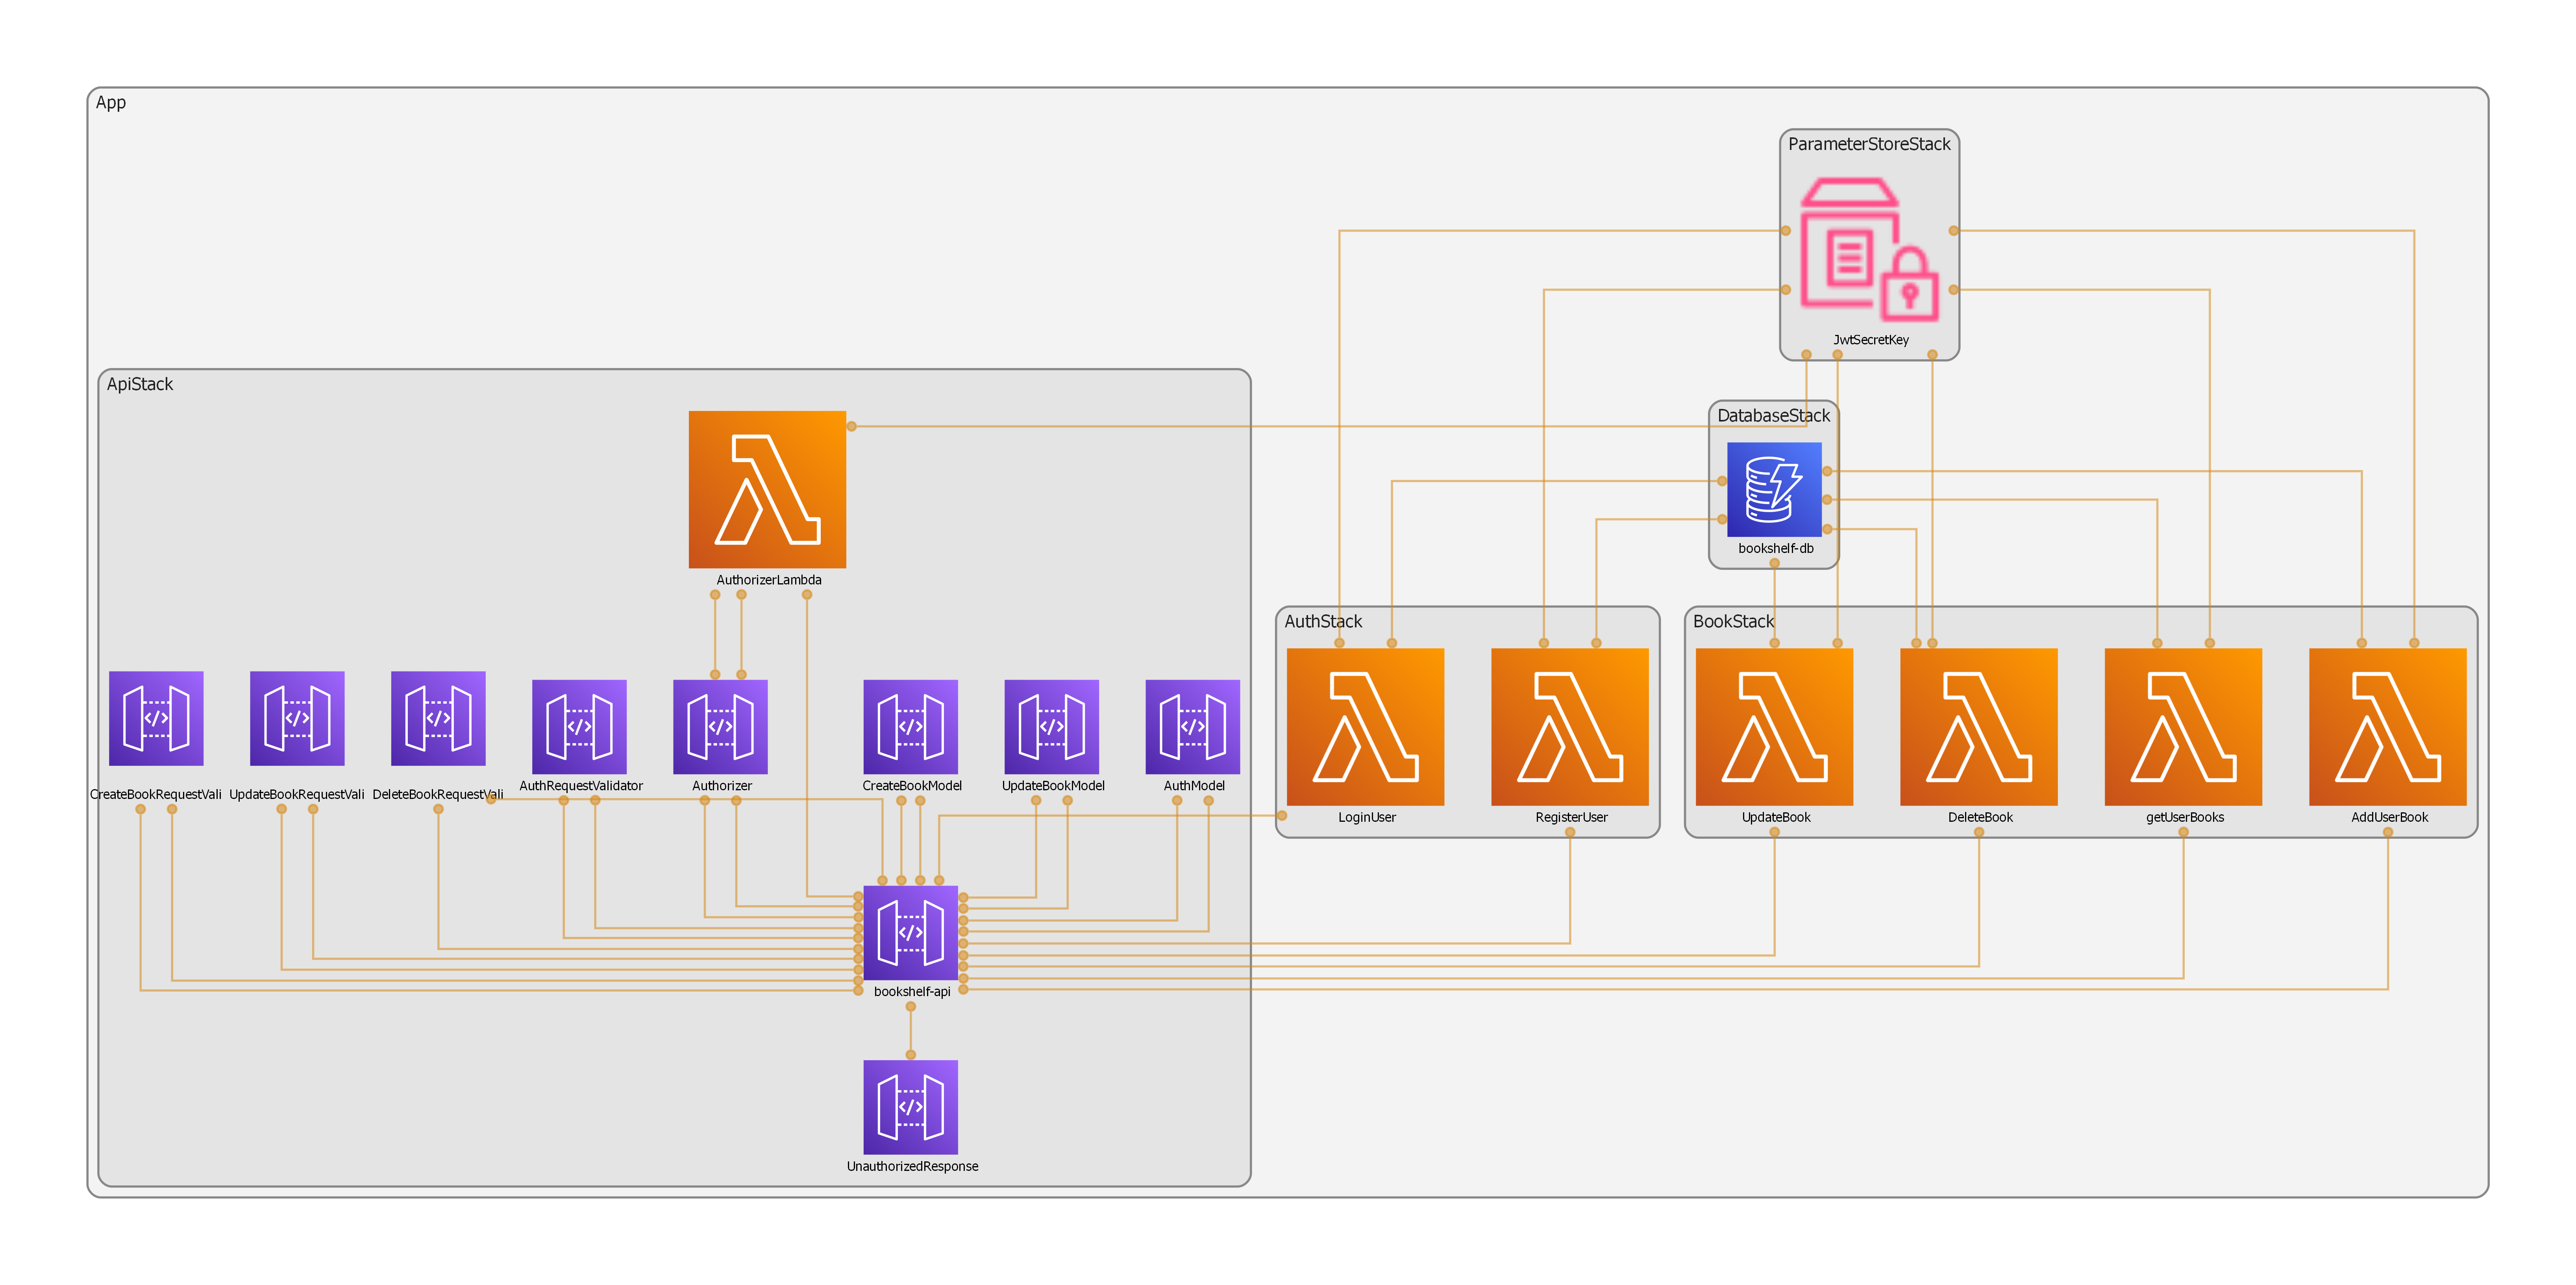 App
ParameterStoreStack
JwtSecretKey
ApiStack
DatabaseStack
bookshelf-db
AuthorizerLambda
AuthStack
BookStack
CreateBookRequestVali
UpdateBookRequestVali
DeleteBookRequestVali
AuthRequestValidator
Authorizer
CreateBookModel
UpdateBookModel
AuthModel
LoginUser
RegisterUser
UpdateBook
DeleteBook
getUserBooks
AddUserBook
bookshelf-api
UnauthorizedResponse